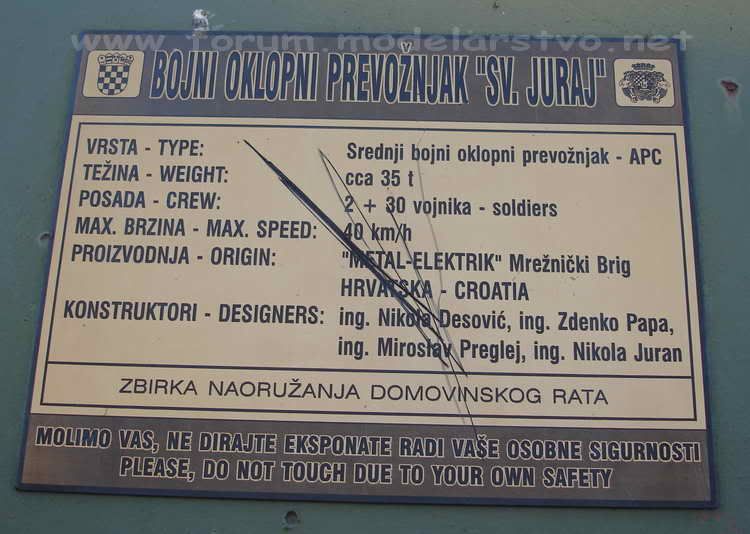 www.forum.modelarstvo.net
BOJNI OKLOPNI PREVOŽNJAK "SV. JURAJ"
VRSTA - TYPE: Srednji bojni oklopni prevožnjak - APC
TEŽINA - WEIGHT: cca 35 t
POSADA - CREW: 2 + 30 vojnika - soldiers
MAX. BRZINA - MAX. SPEED: 40 km/h
PROIZVODNJA - ORIGIN: "METAL-ELEKTRIK" Mrežnički Brig
HRVATSKA - CROATIA
KONSTRUKTORI - DESIGNERS: ing. Nikola Desović, ing. Zdenko Papa,
ing. Miroslav Preglej, ing. Nikola Juran
ZBIRKA NAORUŽANJA DOMOVINSKOG RATA
MOLIMO VAS, NE DIRAJTE EKSPONATE RADI VAŠE OSOBNE SIGURNOSTI
PLEASE, DO NOT TOUCH DUE TO YOUR OWN SAFETY